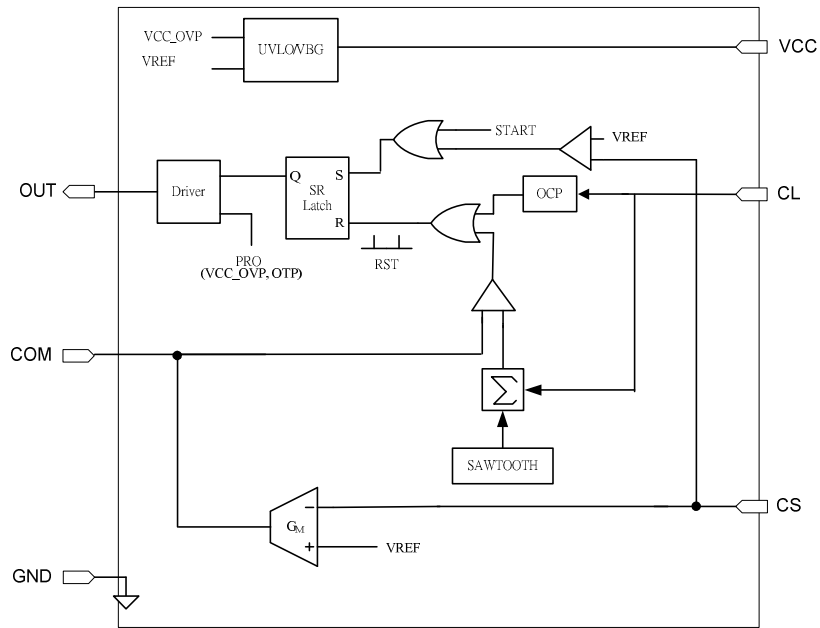 VCC_OVP
VREF
UVLO/VBG
VCC
START
VREF
OUT
Driver
Q
S
SR
Latch
R
OCP
CL
PRO
(VCC_OVP, OTP)
RST
COM
Σ
SAWTOOTH
−
GM
+
VREF
CS
GND